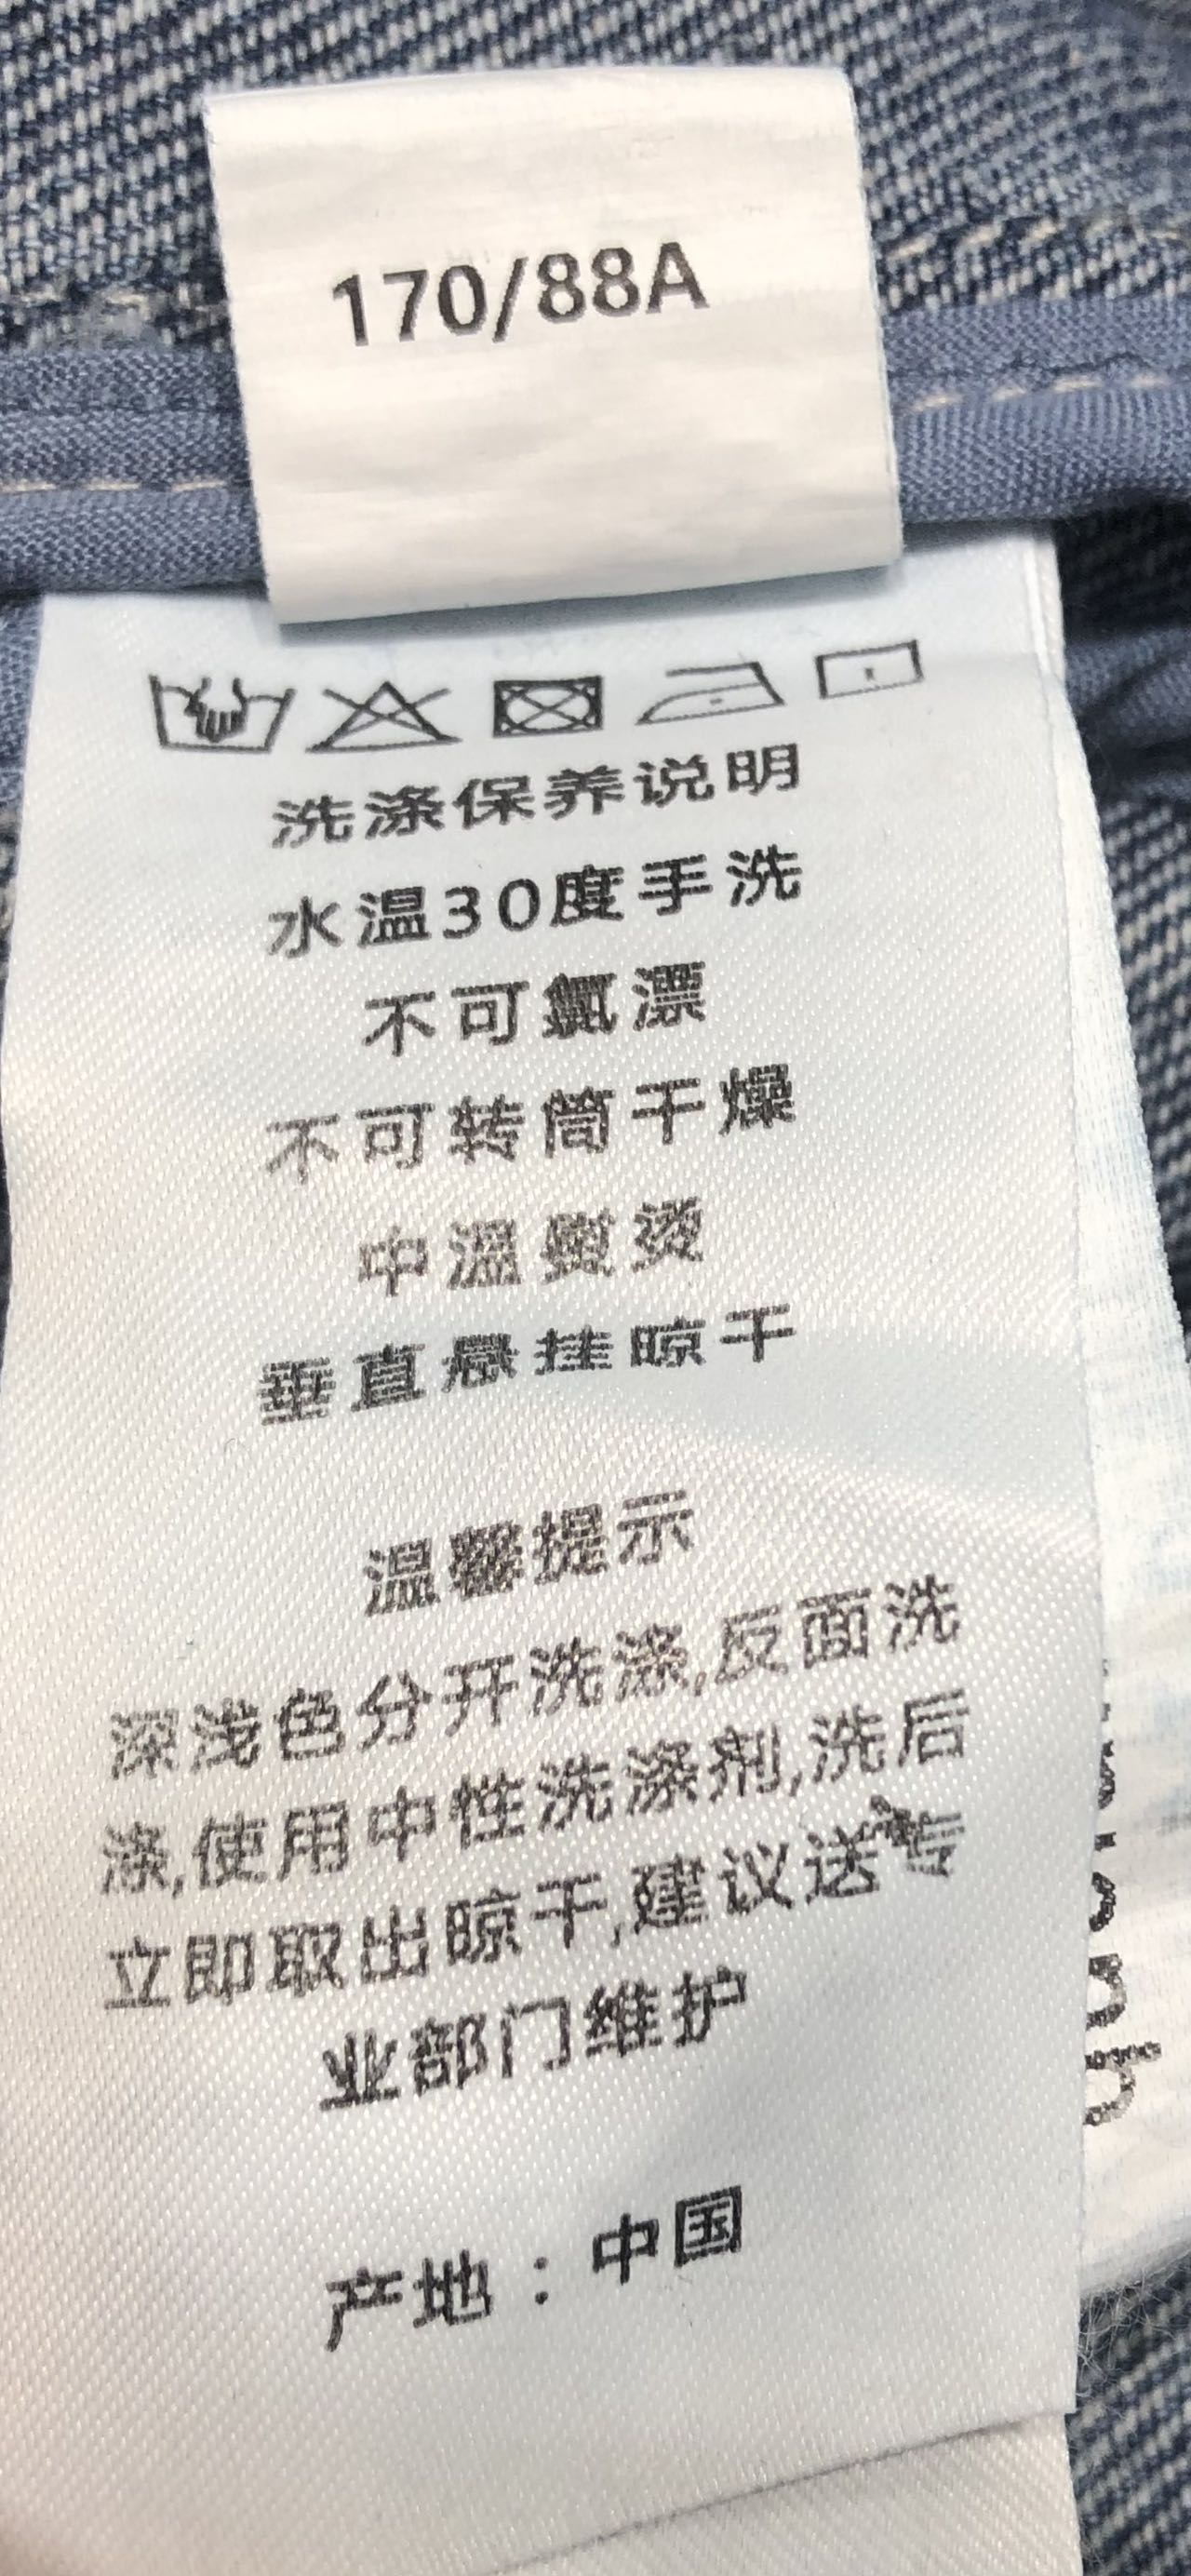 170/88A
洗涤保养说明
水温30度手洗
不可氯漂
不可转筒干燥
中温熨烫
垂直悬挂晾干
温馨提示
深浅色分开洗涤,反面洗
涤,使用中性洗涤剂,洗后
立即取出晾干,建议送专
业部门维护
产地：中国